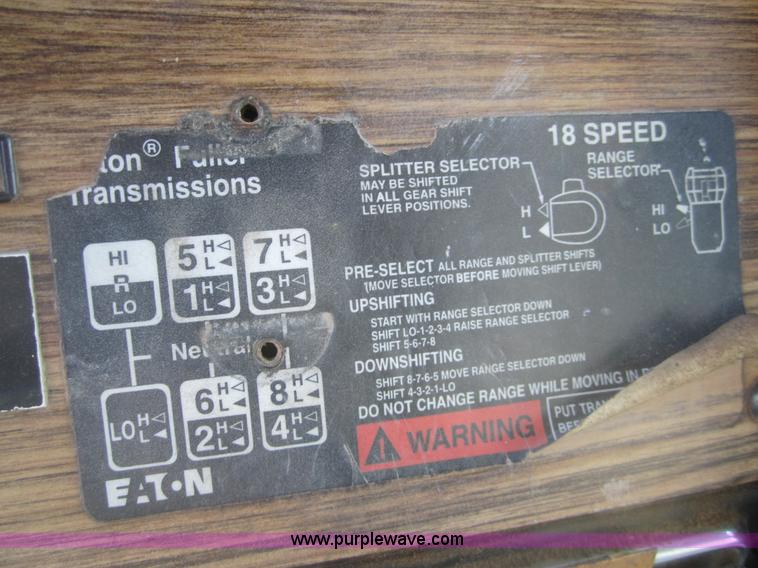 ton® Fuller
Transmissions
18 SPEED
SPLITTER SELECTOR
MAY BE SHIFTED
IN ALL GEAR SHIFT
LEVER POSITIONS.
H
L
RANGE
SELECTOR
HI
LO
PRE-SELECT ALL RANGE AND SPLITTER SHIFTS
(MOVE SELECTOR BEFORE MOVING SHIFT LEVER)
UPSHIFTING
START WITH RANGE SELECTOR DOWN
SHIFT LO-1-2-3-4 RAISE RANGE SELECTOR
SHIFT 5-6-7-8
DOWNSHIFTING
SHIFT 8-7-6-5 MOVE RANGE SELECTOR DOWN
SHIFT 4-3-2-1-LO
DO NOT CHANGE RANGE WHILE MOVING IN
WARNING
PUT TRA
HI
R
LO
5 H L
1 H L
7 H L
3 H L
Neutral
LO H L
6 H L
2 H L
8 H L
4 H L
EATON
www.purplewave.com